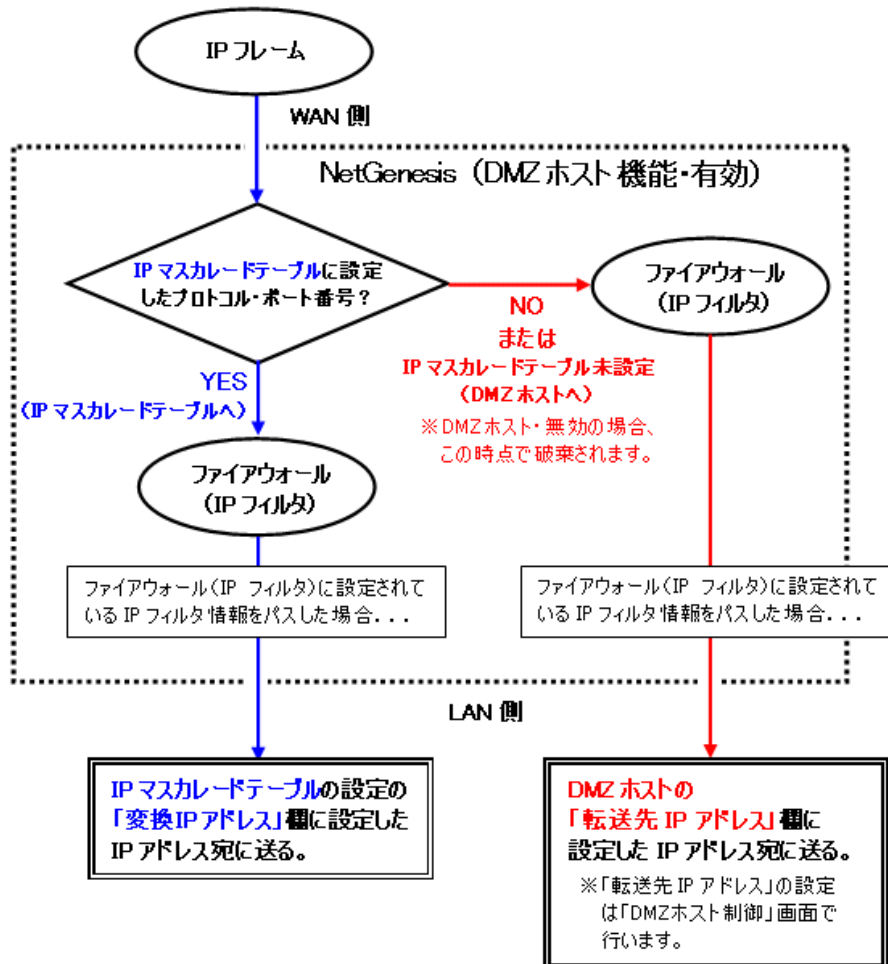 IP フレーム
WAN 側
NetGenesis（DMZ ホスト 機能・有効）
IP マスカレードテーブルに設定
したプロトコル・ポート番号？
ファイアウォール
（IP フィルタ）
NO
または
IP マスカレードテーブル未設定
（DMZ ホストへ）
※DMZ ホスト・無効の場合、
この時点で破棄されます。
YES
（IP マスカレードテーブルへ）
ファイアウォール
（IP フィルタ）
ファイアウォール（IP フィルタ）に設定されて
いる IP フィルタ情報をパスした場合．．．
ファイアウォール（IP フィルタ）に設定されて
いる IP フィルタ情報をパスした場合．．．
LAN 側
IP マスカレードテーブルの設定の
「変換IP アドレス」欄に設定した
IP アドレス宛に送る。
DMZ ホストの
「転送先 IP アドレス」欄に
設定した IP アドレス宛に送る。
※「転送先 IP アドレス」の設定
は「DMZホスト制御」画面で
行います。